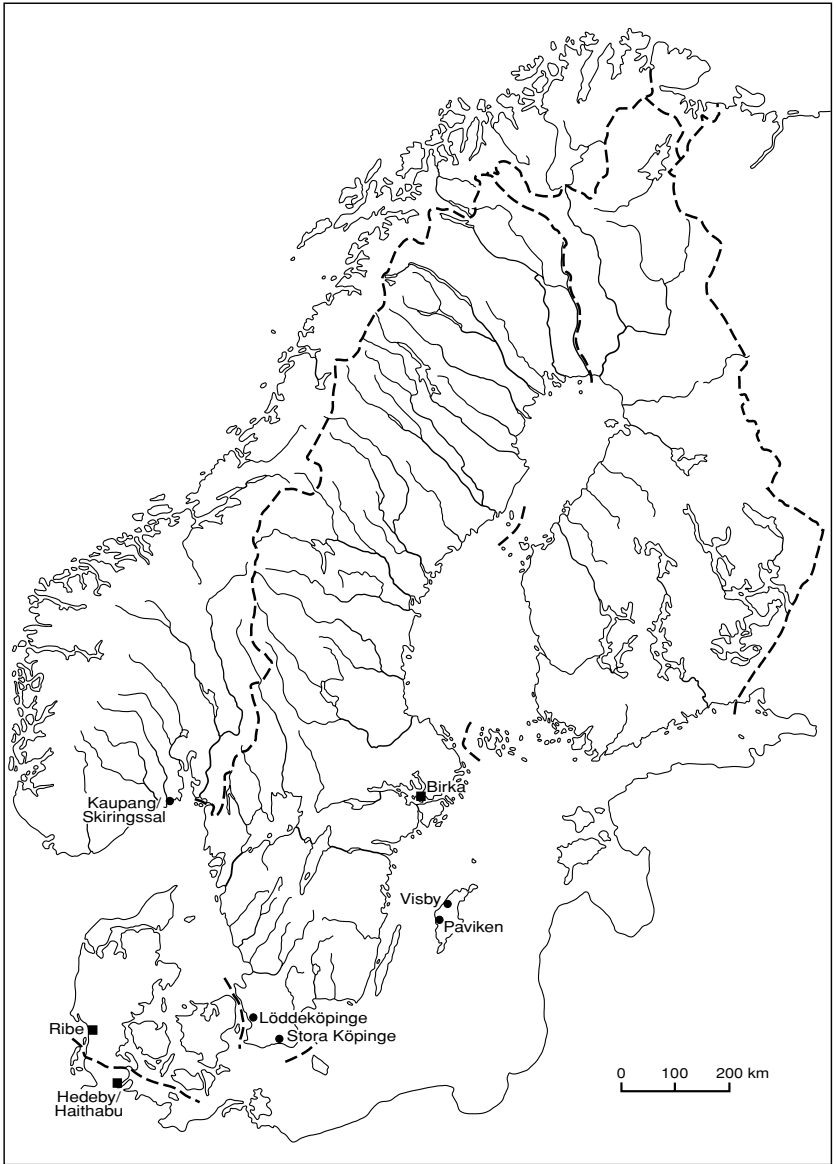 Kaupang/
Skiringssal
Birka
Visby
Paviken
Löddeköpinge
Stora Köpinge
Ribe
Hedeby/
Haithabu
0 100 200 km